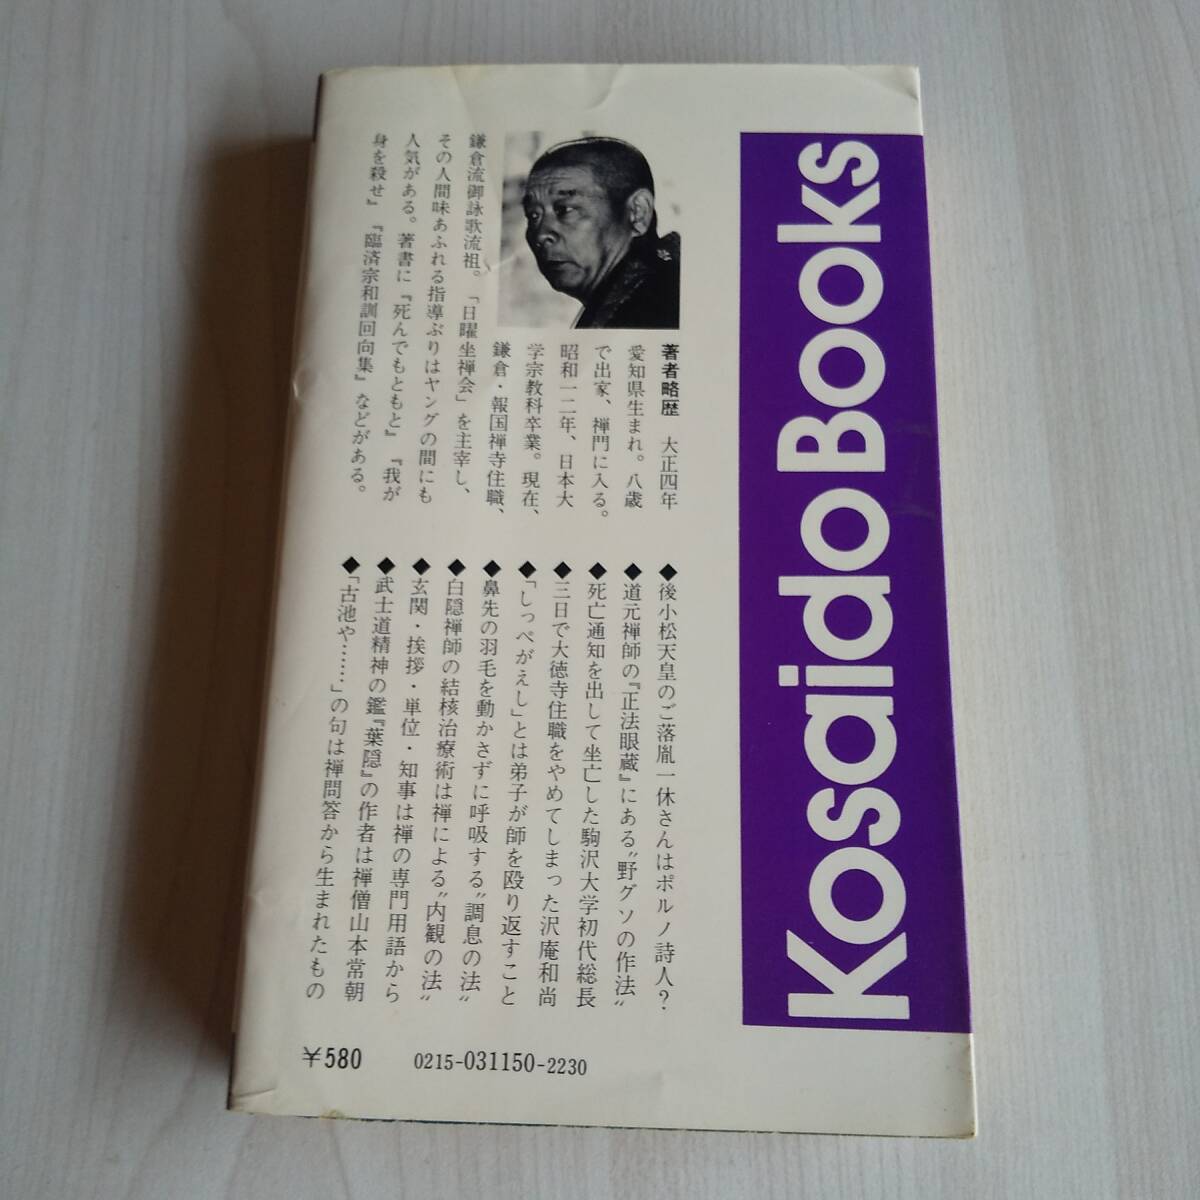 Kosaido Books
著者略歴　大正四年
愛知県生まれ。八歳
で出家、禅門に入る。
昭和一二年、日本大
学宗教科卒業。現在、
鎌倉・報国禅寺住職、
鎌倉流御詠歌流祖。「日曜坐禅会」を主宰し、
その人間味あふれる指導ぶりはヤングの間にも
人気がある。著書に『死んでもともと』『我が
身を殺せ』『臨済宗和訓回向集』などがある。
◆後小松天皇のご落胤一休さんはポルノ詩人?
◆道元禅師の『正法眼蔵』にある〝野グソの作法〟
◆死亡通知を出して坐亡した駒沢大学初代総長
◆三日で大徳寺住職をやめてしまった沢庵和尚
◆「しっぺがえし」とは弟子が師を殴り返すこと
◆鼻先の羽毛を動かさずに呼吸する〝調息の法〟
◆白隠禅師の結核治療術は禅による〝内観の法〟
◆玄関・挨拶・単位・知事は禅の専門用語から
◆武士道精神の鑑『葉隠』の作者は禅僧山本常朝
◆「古池や……」の句は禅問答から生まれたもの
¥580 0215-031150-2230